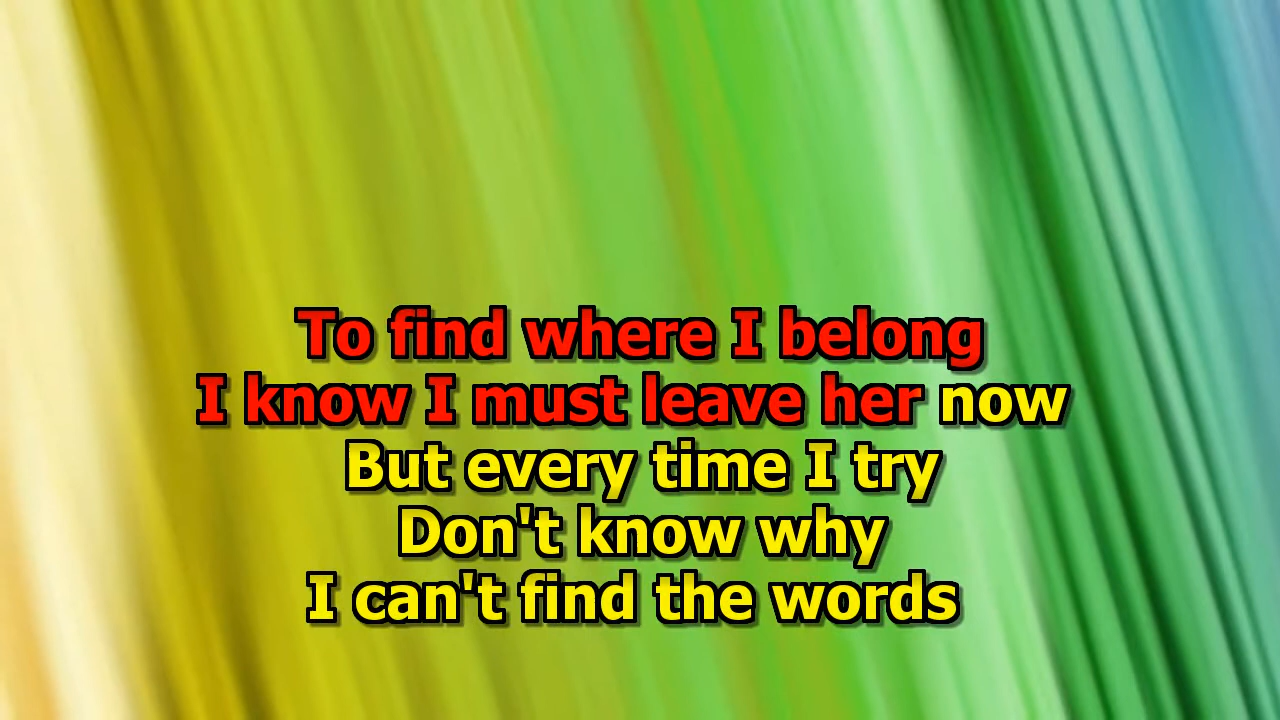 To find where I belong
I know I must leave her now
But every time I try
Don't know why
I can't find the words